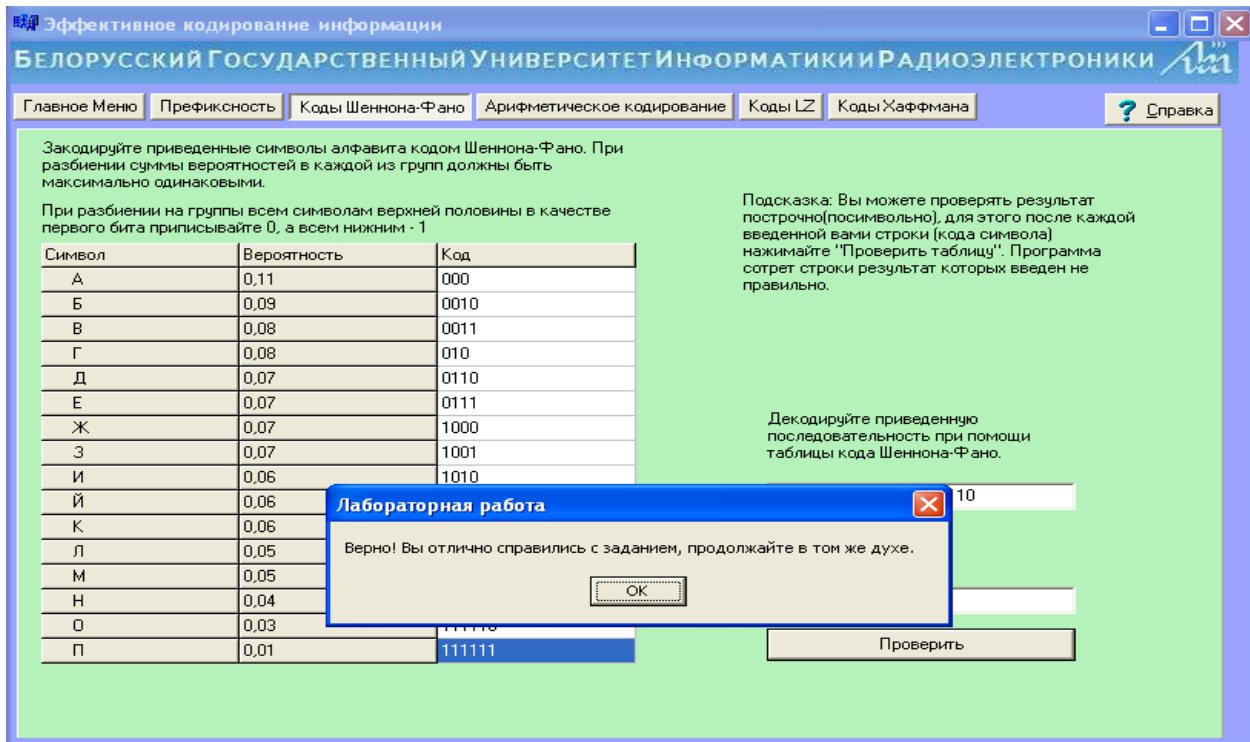 Эффективное кодирование информации
БЕЛОРУССКИЙ ГОСУДАРСТВЕННЫЙ УНИВЕРСИТЕТ ИНФОРМАТИКИ И РАДИОЭЛЕКТРОНИКИ
Главное Меню Префиксность Коды Шеннона-Фано Арифметическое кодирование Коды LZ Коды Хаффмана ? Справка
Закодируйте приведенные символы алфавита кодом Шеннона-Фано. При
разбиении суммы вероятностей в каждой из групп должны быть
максимально одинаковыми.
При разбиении на группы всем символам верхней половины в качестве
первого бита приписывайте 0, а всем нижним - 1
Подсказка: Вы можете проверять результат
построчно(посимвольно), для этого после каждой
введенной вами строки (кода символа)
нажимайте "Проверить таблицу". Программа
сотрет строки результат которых введен не
правильно.
Символ Вероятность Код
А 0,11 000
Б 0,09 0010
В 0,08 0011
Г 0,08 010
Д 0,07 0110
Е 0,07 0111
Ж 0,07 1000
З 0,07 1001
И 0,06 1010
Й 0,06
К 0,06
Л 0,05
М 0,05
Н 0,04
О 0,03 111110
П 0,01 111111
Декодируйте приведенную
последовательность при помощи
таблицы кода Шеннона-Фано.
10
Лабораторная работа
Верно! Вы отлично справились с заданием, продолжайте в том же духе.
OK
Проверить